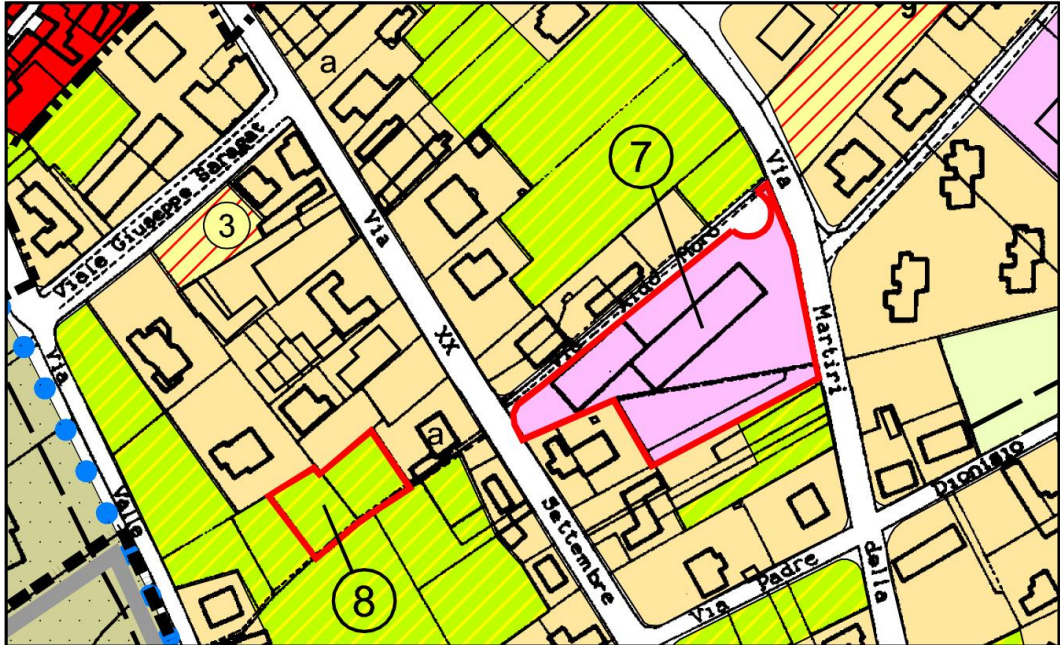 a
g
Viale Giuseppe Saragat
3
7
Via
XX
Settembre
Via Aldo Moro
Via
Martiri
della
a
8
Via
Valle
Via Padre
Dionisio